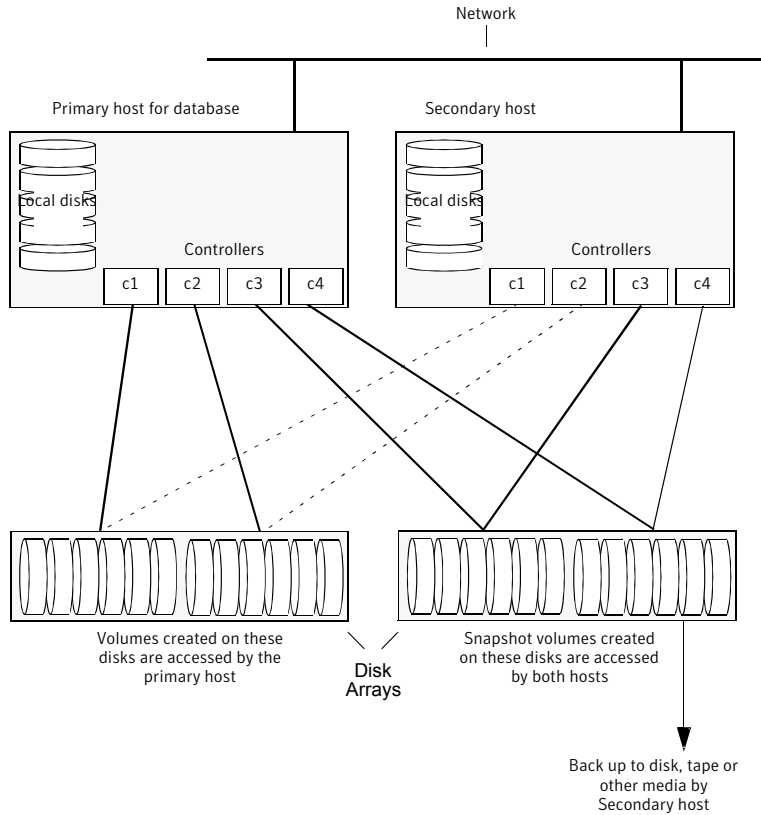 Network
Primary host for database
Secondary host
Local disks
Local disks
Controllers
Controllers
c1
c2
c3
c4
c1
c2
c3
c4
Volumes created on these
disks are accessed by the
primary host
Disk
Arrays
Snapshot volumes created
on these disks are accessed
by both hosts
Back up to disk, tape or
other media by
Secondary host